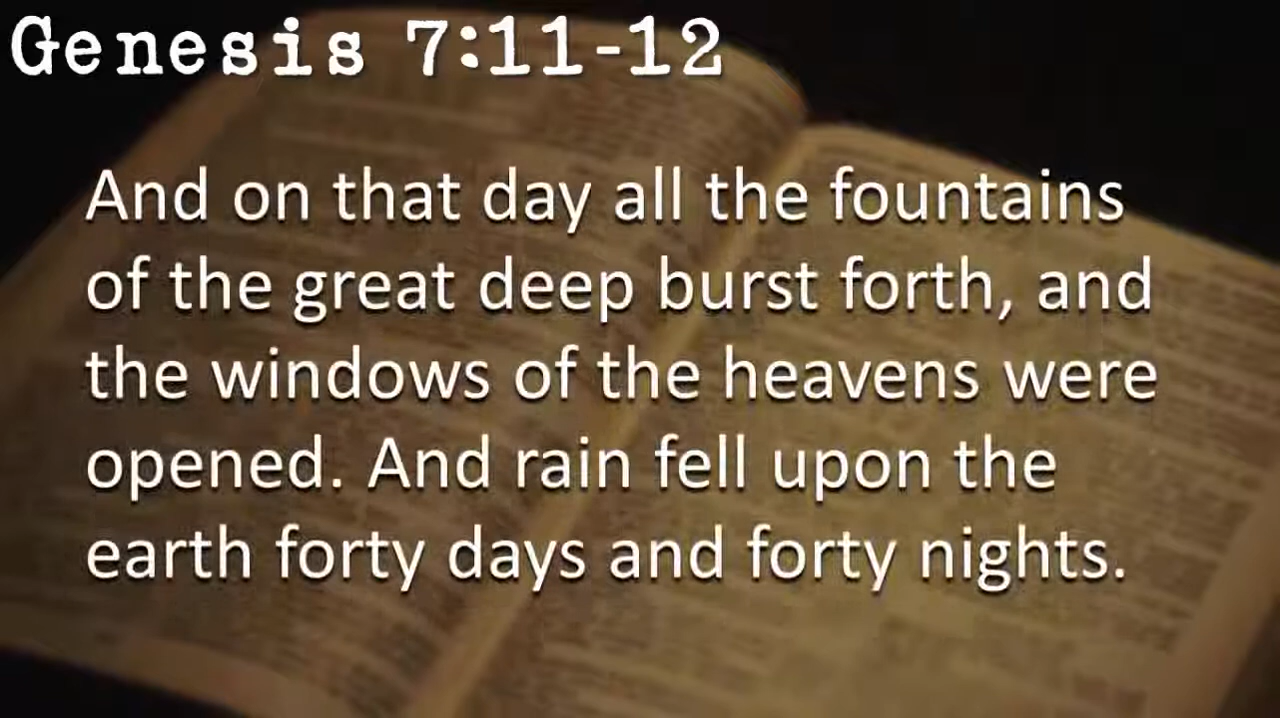 Genesis 7:11-12
And on that day all the fountains
of the great deep burst forth, and
the windows of the heavens were
opened. And rain fell upon the
earth forty days and forty nights.